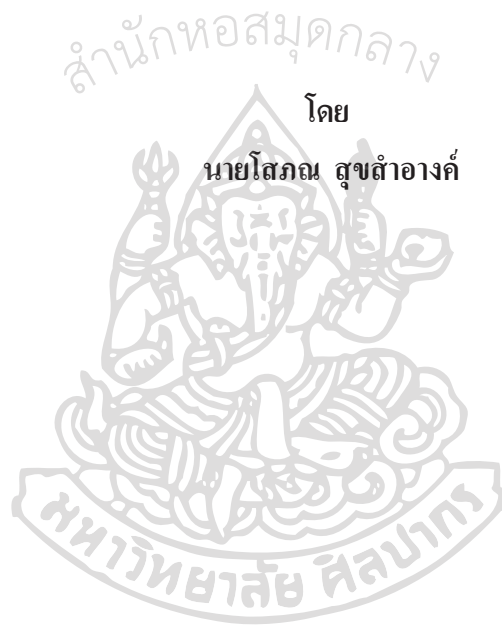 สำนักหอสมุดกลาง
โดย
นายโสภณ สุขสำอางค์
มหาวิทยาลัย ศิลปากร